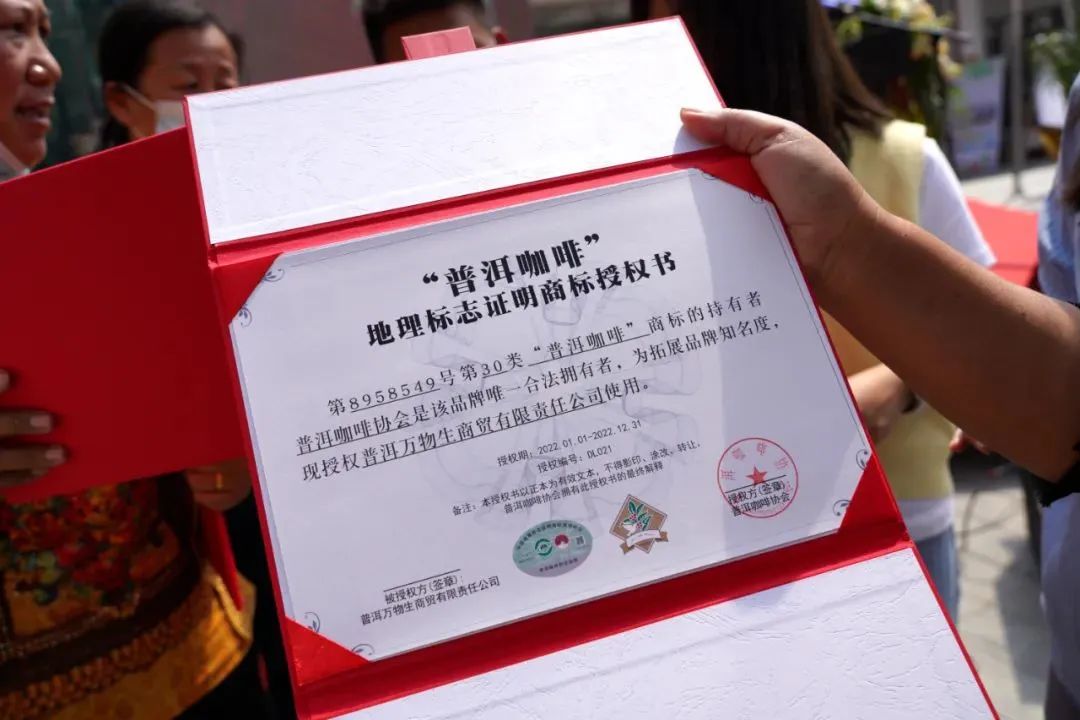 “普洱咖啡”
地理标志证明商标授权书
第8958549号第30类“普洱咖啡”商标的持有者
普洱咖啡协会是该品牌唯一合法拥有者，为拓展品牌知名度，
现授权普洱万物生商贸有限责任公司使用。
授权期：2022.01.01-2022.12.31
授权编号：DL021
备注：本授权书以正本为有效文本，不得影印、涂改、转让，
普洱咖啡协会拥有此授权书的最终解释
授权方(签章)
普洱咖啡协会
被授权方(签章)：
普洱万物生商贸有限责任公司